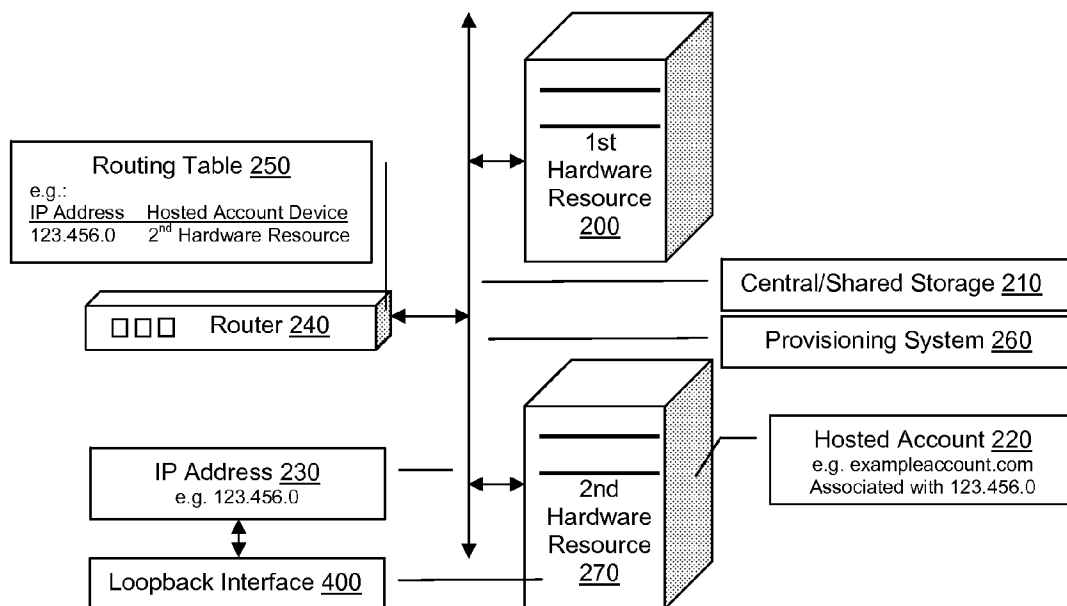 1st
Hardware
Resource
200
Routing Table 250
e.g.:
IP Address Hosted Account Device
123.456.0 2nd Hardware Resource
Central/Shared Storage 210
Router 240
Provisioning System 260
Hosted Account 220
e.g. exampleaccount.com
Associated with 123.456.0
IP Address 230
e.g. 123.456.0
2nd
Hardware
Resource
270
Loopback Interface 400